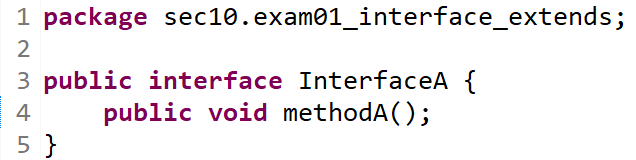 1 package sec10.exam01_interface_extends;
2
3 public interface InterfaceA {
4     public void methodA();
5 }